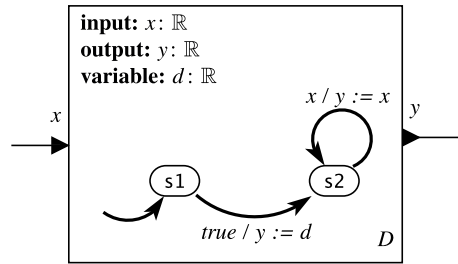 input: x: ℝ
output: y: ℝ
variable: d: ℝ
x / y := x
x
y
s1
s2
true / y := d
D